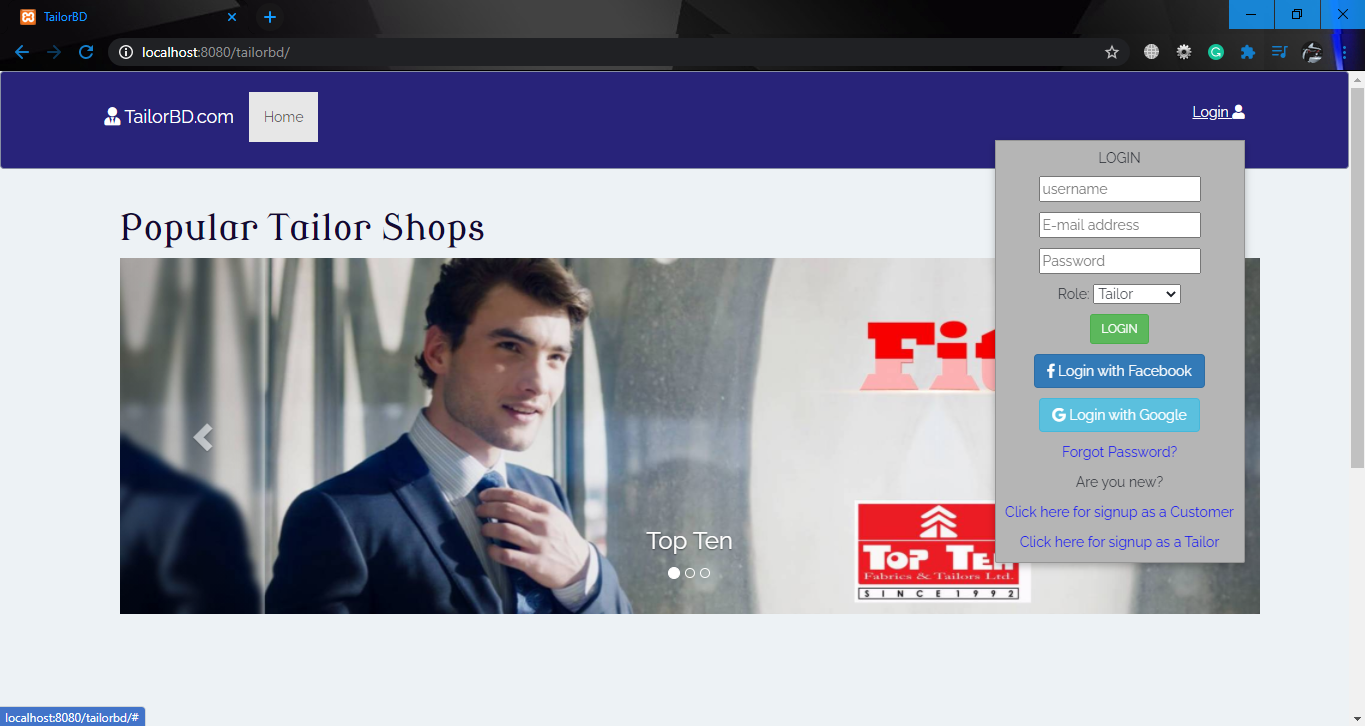 TailorBD
localhost:8080/tailorbd/
TailorBD.com
Home
Login
LOGIN
username
E-mail address
Password
Role: Tailor
LOGIN
Login with Facebook
Login with Google
Forgot Password?
Are you new?
Click here for signup as a Customer
Click here for signup as a Tailor
Popular Tailor Shops
Top Ten
TOP TEN
Fabrics & Tailors Ltd.
SINCE 1992
localhost:8080/tailorbd/#